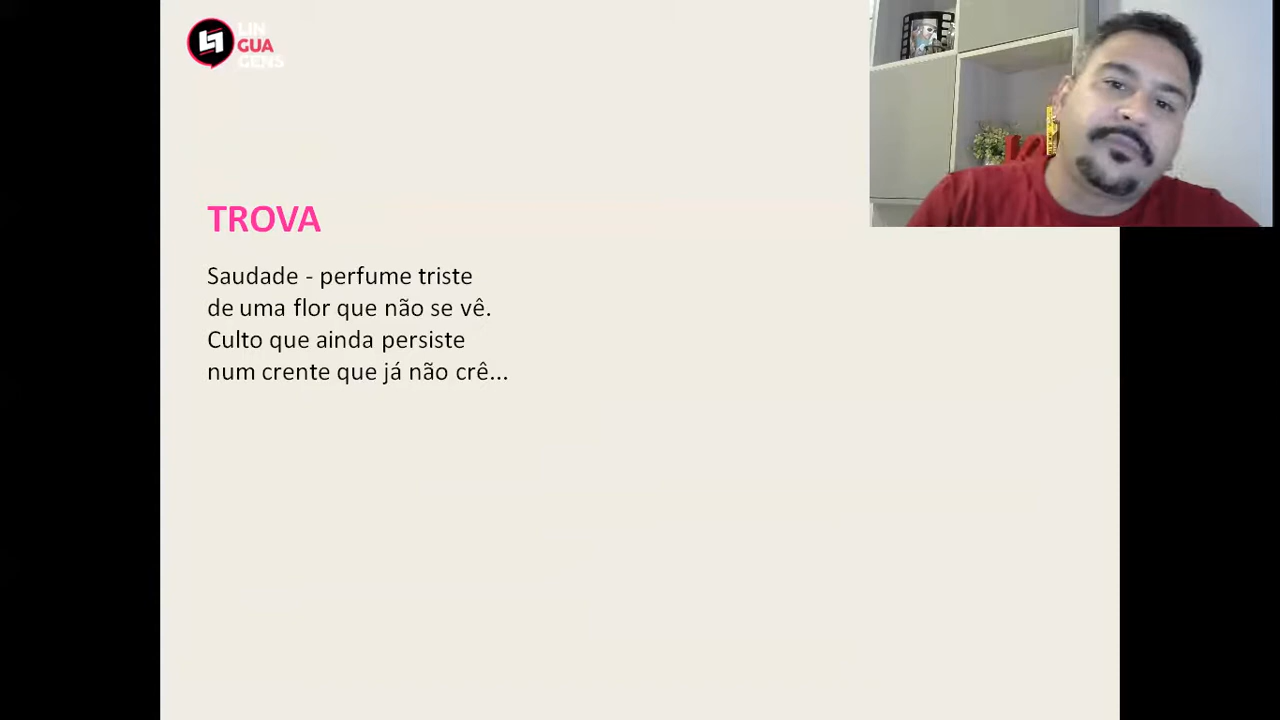 LIN
GUA
GENS
TROVA
Saudade - perfume triste
de uma flor que não se vê.
Culto que ainda persiste
num crente que já não crê...